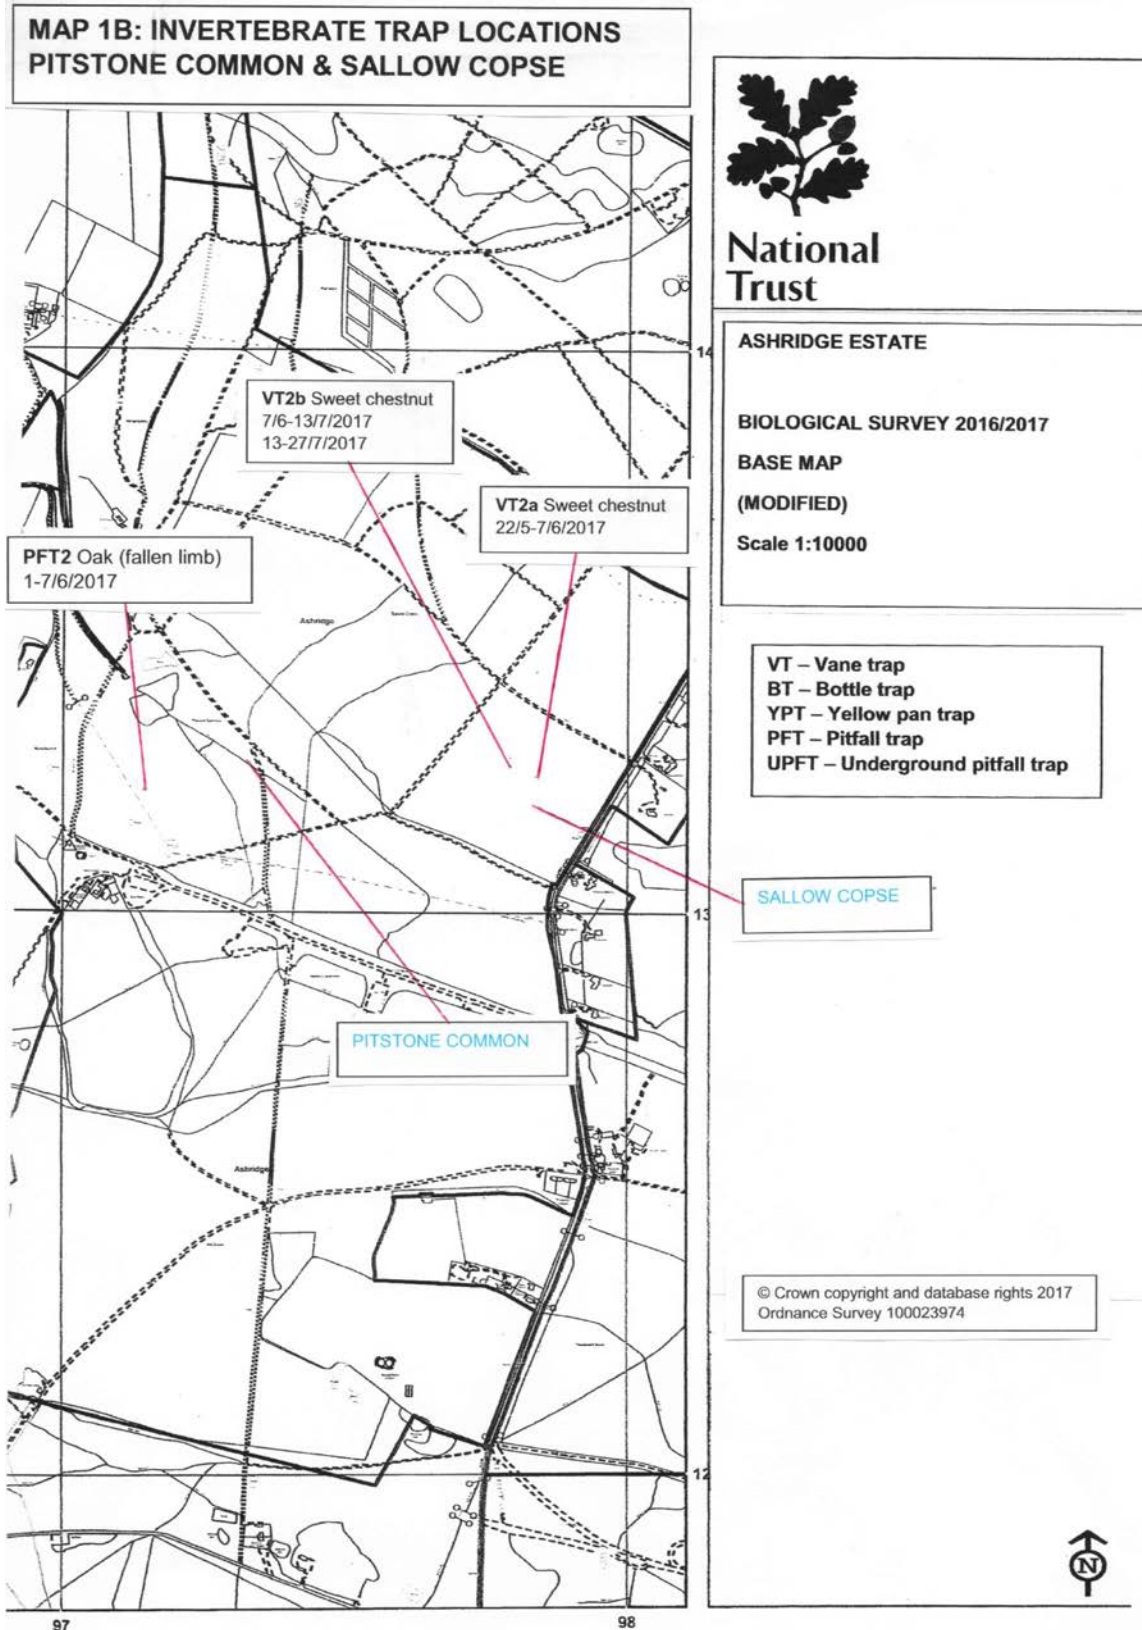 MAP 1B: INVERTEBRATE TRAP LOCATIONS
PITSTONE COMMON & SALLOW COPSE
National
Trust
ASHRIDGE ESTATE
BIOLOGICAL SURVEY 2016/2017
BASE MAP
(MODIFIED)
Scale 1:10000
VT – Vane trap
BT – Bottle trap
YPT – Yellow pan trap
PFT – Pitfall trap
UPFT – Underground pitfall trap
14
VT2b Sweet chestnut
7/6-13/7/2017
13-27/7/2017
VT2a Sweet chestnut
22/5-7/6/2017
PFT2 Oak (fallen limb)
1-7/6/2017
Ashridge
SALLOW COPSE
13
PITSTONE COMMON
Ashridge
© Crown copyright and database rights 2017
Ordnance Survey 100023974
12
N
97
98